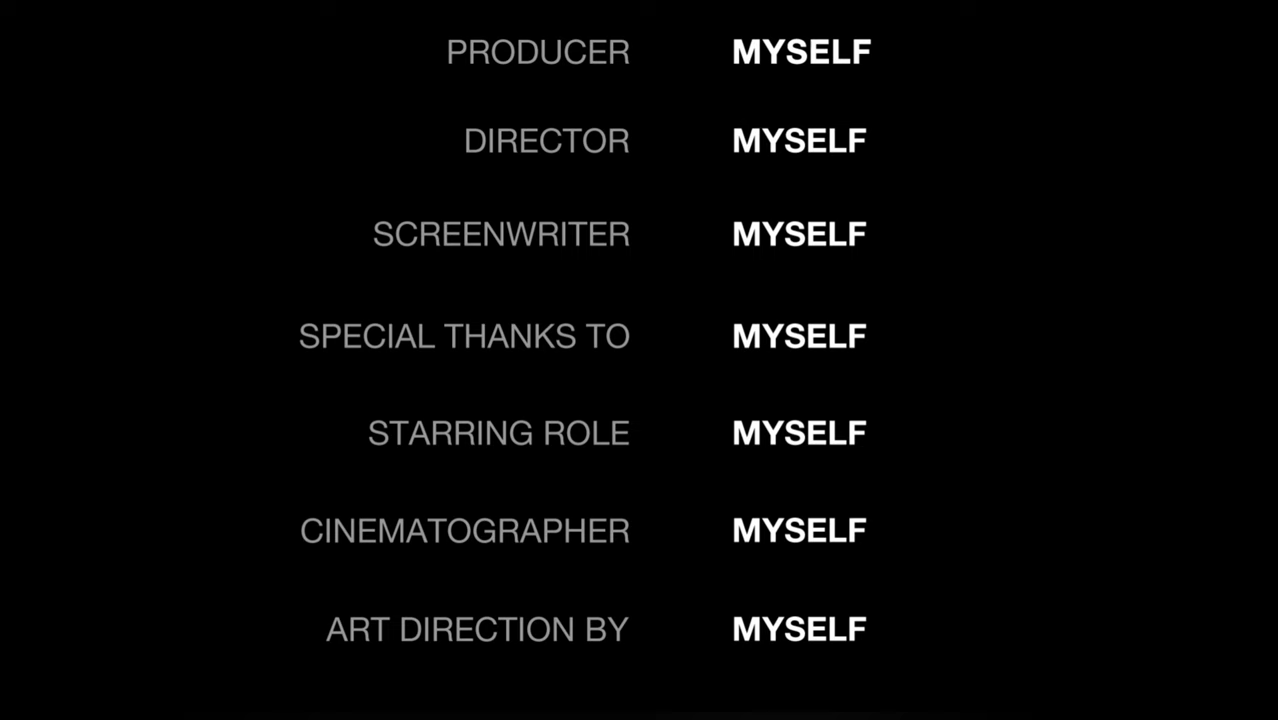 PRODUCER MYSELF
DIRECTOR MYSELF
SCREENWRITER MYSELF
SPECIAL THANKS TO MYSELF
STARRING ROLE MYSELF
CINEMATOGRAPHER MYSELF
ART DIRECTION BY MYSELF